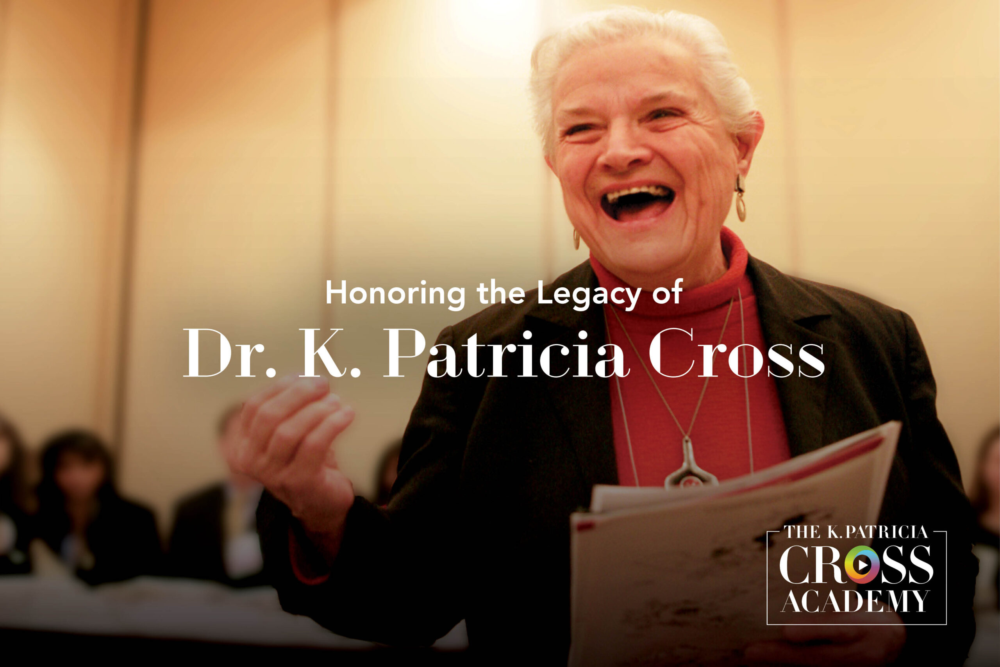 Honoring the Legacy of
Dr. K. Patricia Cross
THE K. PATRICIA
CROSS
ACADEMY